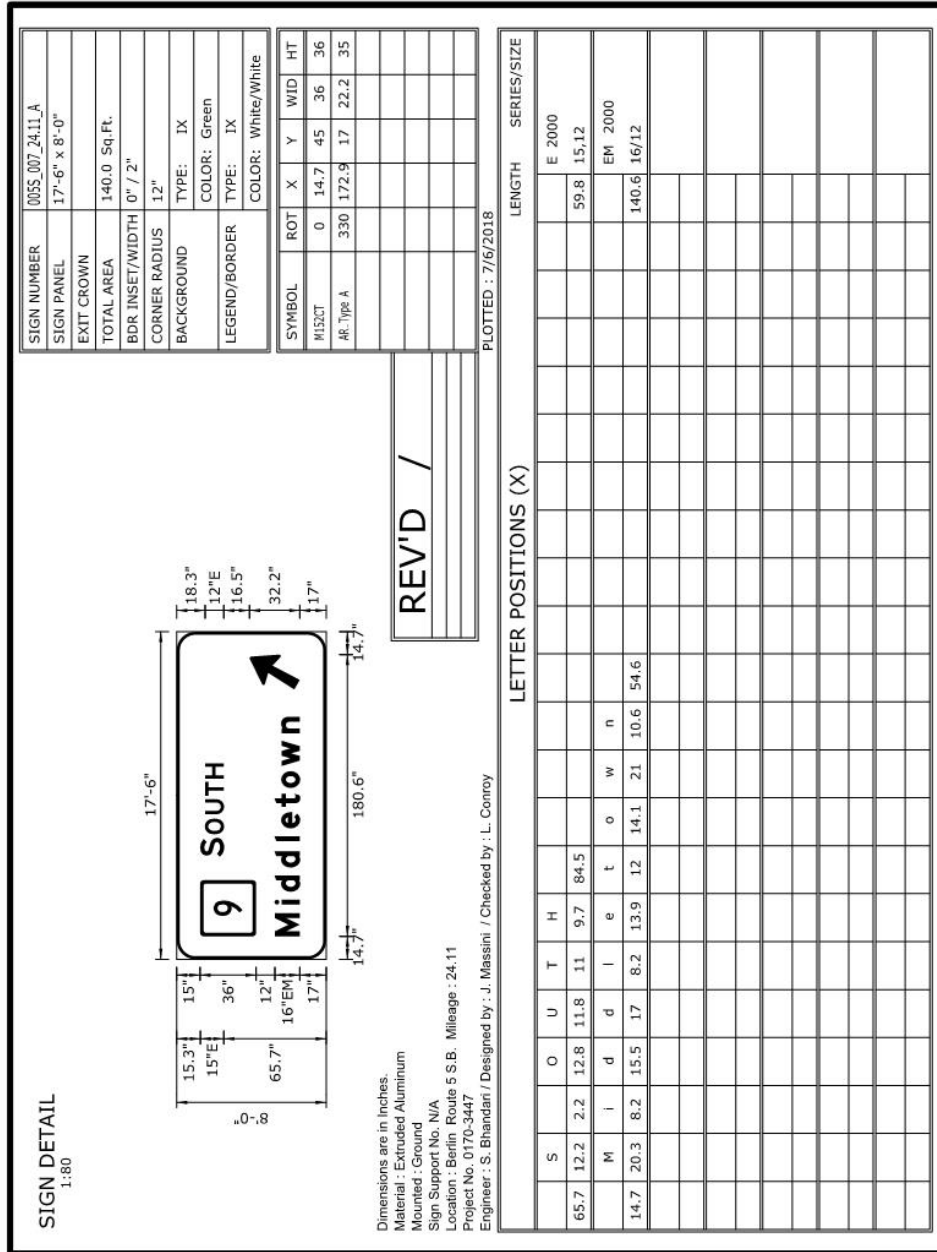 SIGN DETAIL
1:80
17'-6"
8'-0"
15.3"
15"E
65.7"
15"
36"
12"
16"EM
17"
9 SOUTH
Middletown
18.3"
12"E
16.5"
32.2"
17"
14.7"
180.6"
14.7"
SIGN NUMBER 005S_007_24.11_A
SIGN PANEL 17'-6" x 8'-0"
EXIT CROWN
TOTAL AREA 140.0 Sq.Ft.
BDR INSET/WIDTH 0" / 2"
CORNER RADIUS 12"
BACKGROUND TYPE: IX
COLOR: Green
LEGEND/BORDER TYPE: IX
COLOR: White/White
SYMBOL ROT X Y WID HT
M152CT 0 14.7 45 36 36
AR.Type A 330 172.9 17 22.2 35
Dimensions are in Inches.
Material : Extruded Aluminum
Mounted : Ground
Sign Support No. N/A
Location : Berlin Route 5 S.B. Mileage : 24.11
Project No. 0170-3447
Engineer : S. Bhandari / Designed by : J. Massini / Checked by : L. Conroy
REV'D /
PLOTTED : 7/6/2018
LETTER POSITIONS (X) LENGTH SERIES/SIZE
S O U T H E 2000
65.7 12.2 2.2 12.8 11.8 11 9.7 84.5 59.8 15,12
M i d d l e t o w n EM 2000
14.7 20.3 8.2 15.5 17 8.2 13.9 12 14.1 21 10.6 54.6 140.6 16/12